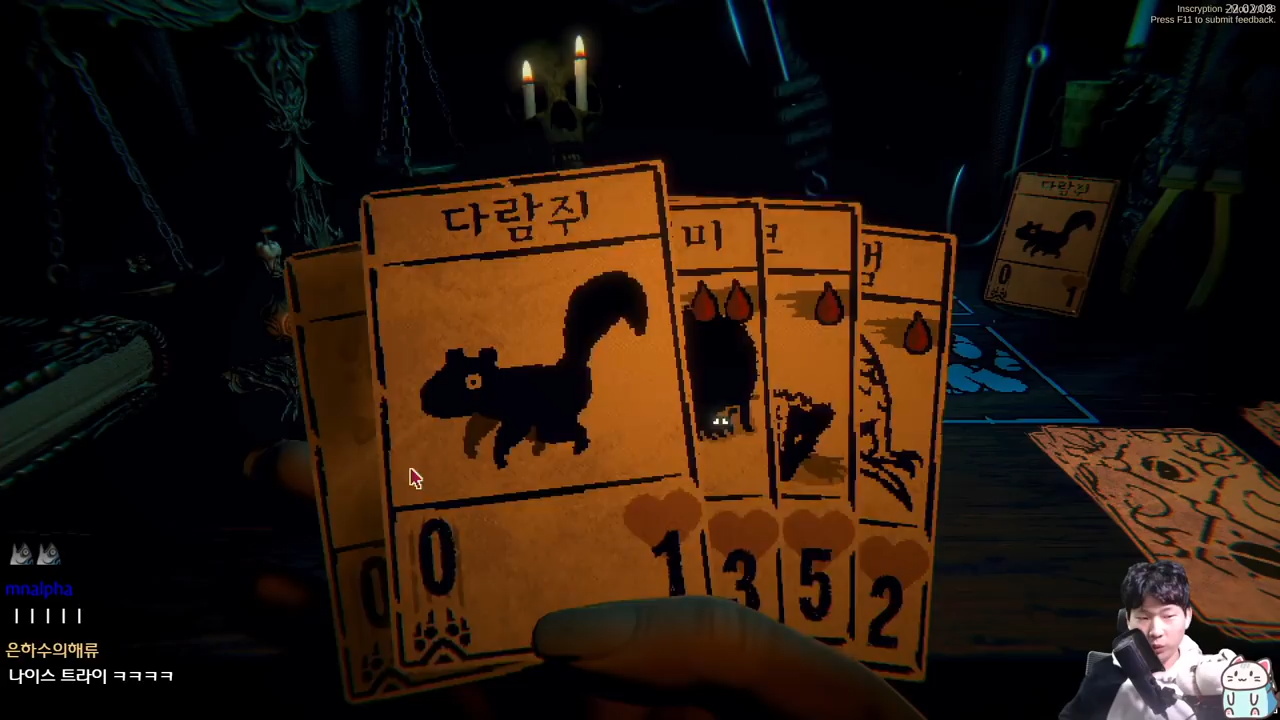 Press F11 to submit feedback.
다람쥐
다람쥐
미
0
1
0
1
3
5
2
0
mnalpha
ㅣㅣㅣㅣㅣ
은하수의해류
나이스 트라이 ㅋㅋㅋㅋ